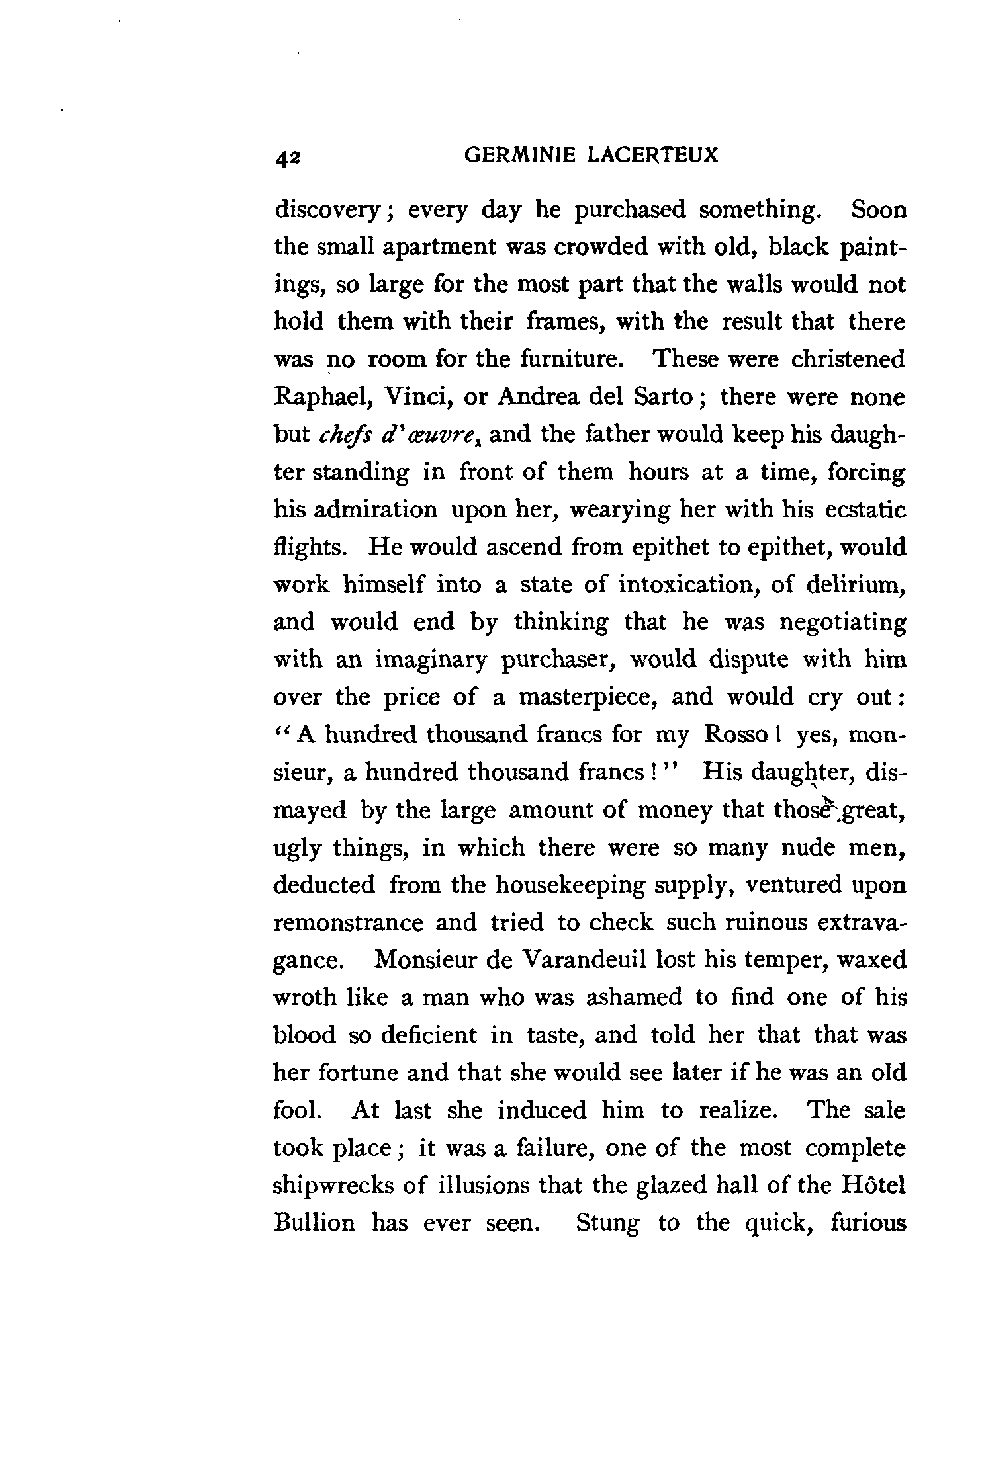 42 GERMINIE LACERTEUX
discovery; every day he purchased something. Soon
the small apartment was crowded with old, black paint-
ings, so large for the most part that the walls would not
hold them with their frames, with the result that there
was no room for the furniture. These were christened
Raphael, Vinci, or Andrea del Sarto; there were none
but chefs d'œuvre, and the father would keep his daugh-
ter standing in front of them hours at a time, forcing
his admiration upon her, wearying her with his ecstatic
flights. He would ascend from epithet to epithet, would
work himself into a state of intoxication, of delirium,
and would end by thinking that he was negotiating
with an imaginary purchaser, would dispute with him
over the price of a masterpiece, and would cry out:
"A hundred thousand francs for my Rosso! yes, mon-
sieur, a hundred thousand francs!" His daughter, dis-
mayed by the large amount of money that those great,
ugly things, in which there were so many nude men,
deducted from the housekeeping supply, ventured upon
remonstrance and tried to check such ruinous extrava-
gance. Monsieur de Varandeuil lost his temper, waxed
wroth like a man who was ashamed to find one of his
blood so deficient in taste, and told her that that was
her fortune and that she would see later if he was an old
fool. At last she induced him to realize. The sale
took place; it was a failure, one of the most complete
shipwrecks of illusions that the glazed hall of the Hôtel
Bullion has ever seen. Stung to the quick, furious